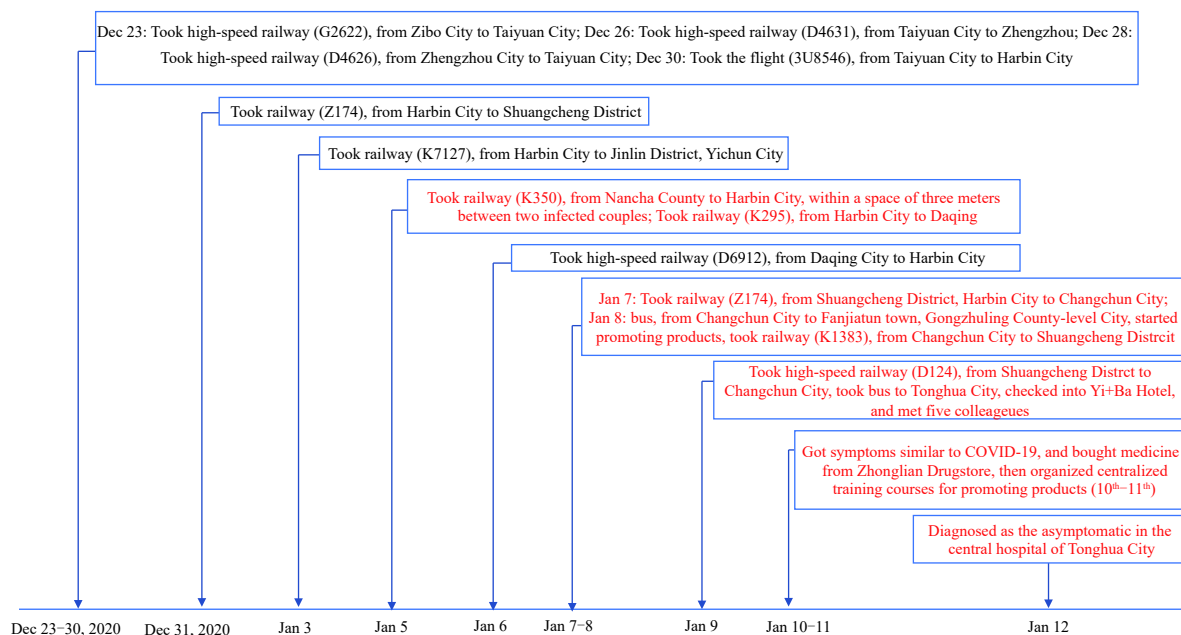 Dec 23: Took high-speed railway (G2622), from Zibo City to Taiyuan City; Dec 26: Took high-speed railway (D4631), from Taiyuan City to Zhengzhou; Dec 28:
Took high-speed railway (D4626), from Zhengzhou City to Taiyuan City; Dec 30: Took the flight (3U8546), from Taiyuan City to Harbin City
Took railway (Z174), from Harbin City to Shuangcheng District
Took railway (K7127), from Harbin City to Jinlin District, Yichun City
Took railway (K350), from Nancha County to Harbin City, within a space of three meters
between two infected couples; Took railway (K295), from Harbin City to Daqing
Took high-speed railway (D6912), from Daqing City to Harbin City
Jan 7: Took railway (Z174), from Shuangcheng District, Harbin City to Changchun City;
Jan 8: bus, from Changchun City to Fanjiatun town, Gongzhuling County-level City, started
promoting products, took railway (K1383), from Changchun City to Shuangcheng Distrcit
Took high-speed railway (D124), from Shuangcheng Distrct to
Changchun City, took bus to Tonghua City, checked into Yi+Ba Hotel,
and met five colleageues
Got symptoms similar to COVID-19, and bought medicine
from Zhonglian Drugstore, then organized centralized
training courses for promoting products (10th−11th)
Diagnosed as the asymptomatic in the
central hospital of Tonghua City
Dec 23−30, 2020 Dec 31, 2020 Jan 3 Jan 5 Jan 6 Jan 7−8 Jan 9 Jan 10−11 Jan 12